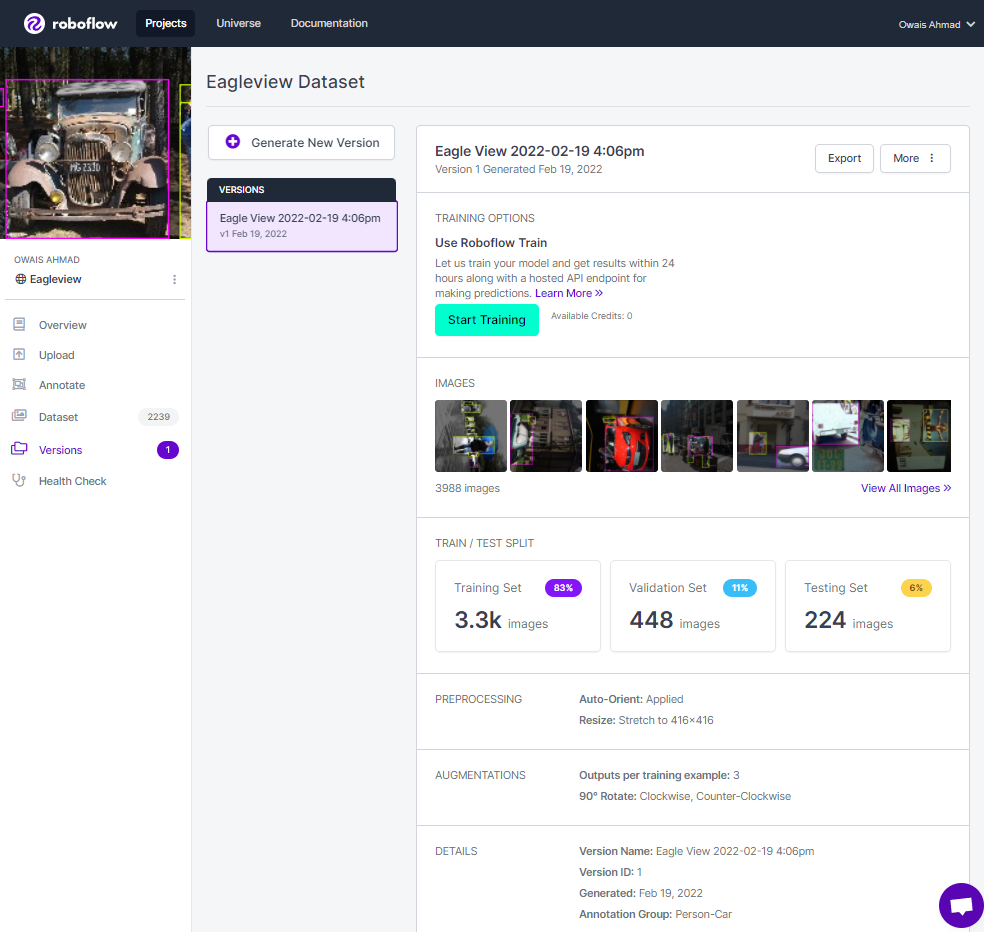 roboflow
Projects
Universe
Documentation
Owais Ahmad
OWAIS AHMAD
Eagleview
Overview
Upload
Annotate
Dataset 2239
Versions 1
Health Check
Eagleview Dataset
Generate New Version
VERSIONS
Eagle View 2022-02-19 4:06pm
v1 Feb 19, 2022
Eagle View 2022-02-19 4:06pm
Version 1 Generated Feb 19, 2022
Export
More
TRAINING OPTIONS
Use Roboflow Train
Let us train your model and get results within 24
hours along with a hosted API endpoint for
making predictions. Learn More »
Start Training
Available Credits: 0
IMAGES
3988 images
View All Images »
TRAIN / TEST SPLIT
Training Set 83%
3.3k images
Validation Set 11%
448 images
Testing Set 6%
224 images
PREPROCESSING
Auto-Orient: Applied
Resize: Stretch to 416×416
AUGMENTATIONS
Outputs per training example: 3
90° Rotate: Clockwise, Counter-Clockwise
DETAILS
Version Name: Eagle View 2022-02-19 4:06pm
Version ID: 1
Generated: Feb 19, 2022
Annotation Group: Person-Car